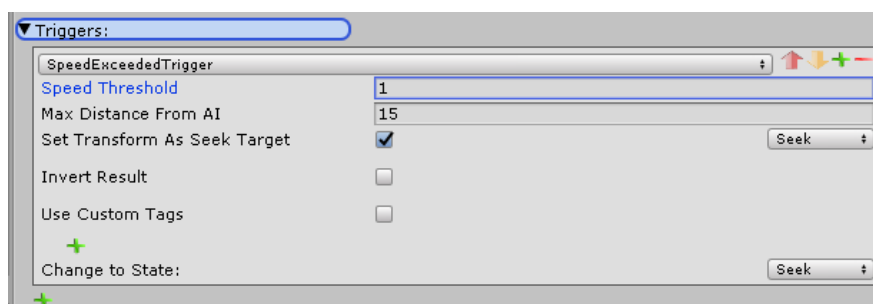 Triggers:
SpeedExceededTrigger
Speed Threshold 1
Max Distance From AI 15
Set Transform As Seek Target Seek
Invert Result
Use Custom Tags
Change to State: Seek